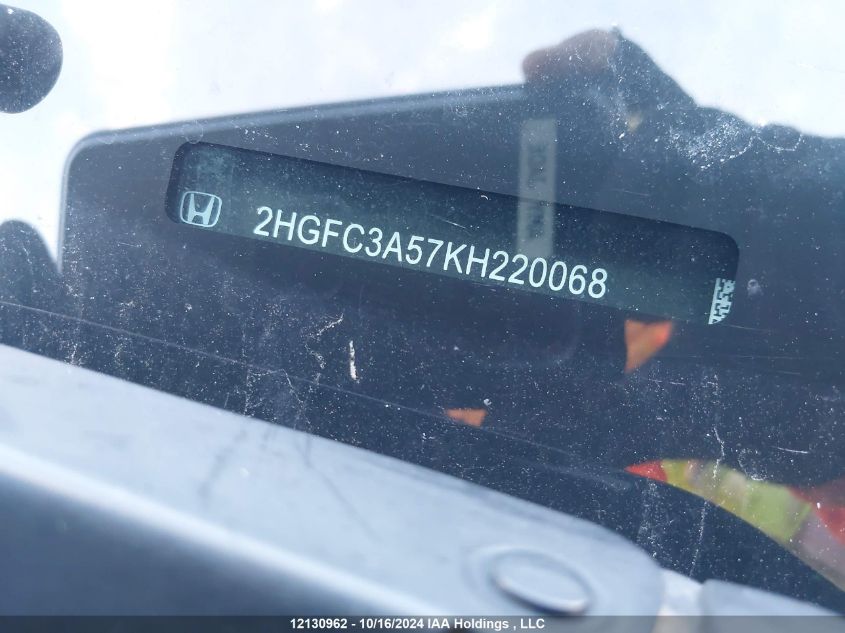 2HGFC3A57KH220068
12130962 - 10/16/2024 IAA Holdings , LLC